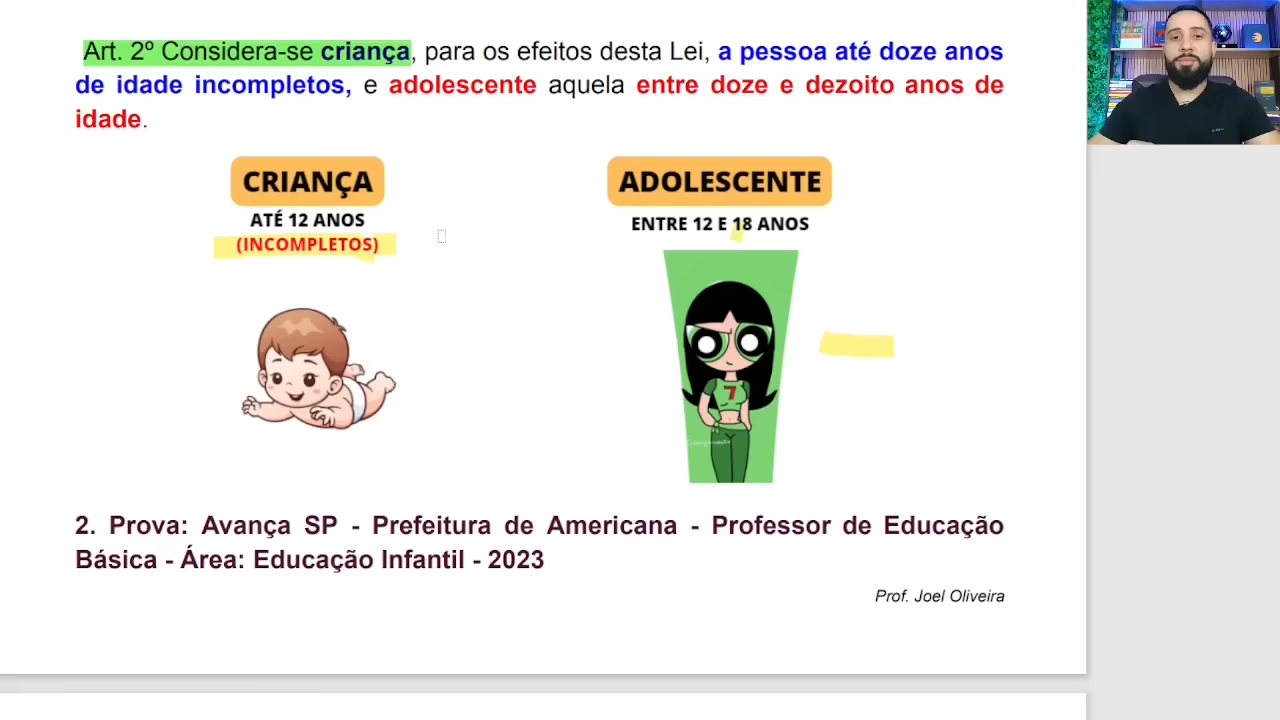 Art. 2º Considera-se criança, para os efeitos desta Lei, a pessoa até doze anos
de idade incompletos, e adolescente aquela entre doze e dezoito anos de
idade.
CRIANÇA
ATÉ 12 ANOS
(INCOMPLETOS)
ADOLESCENTE
ENTRE 12 E 18 ANOS
7
2. Prova: Avança SP - Prefeitura de Americana - Professor de Educação
Básica - Área: Educação Infantil - 2023
Prof. Joel Oliveira